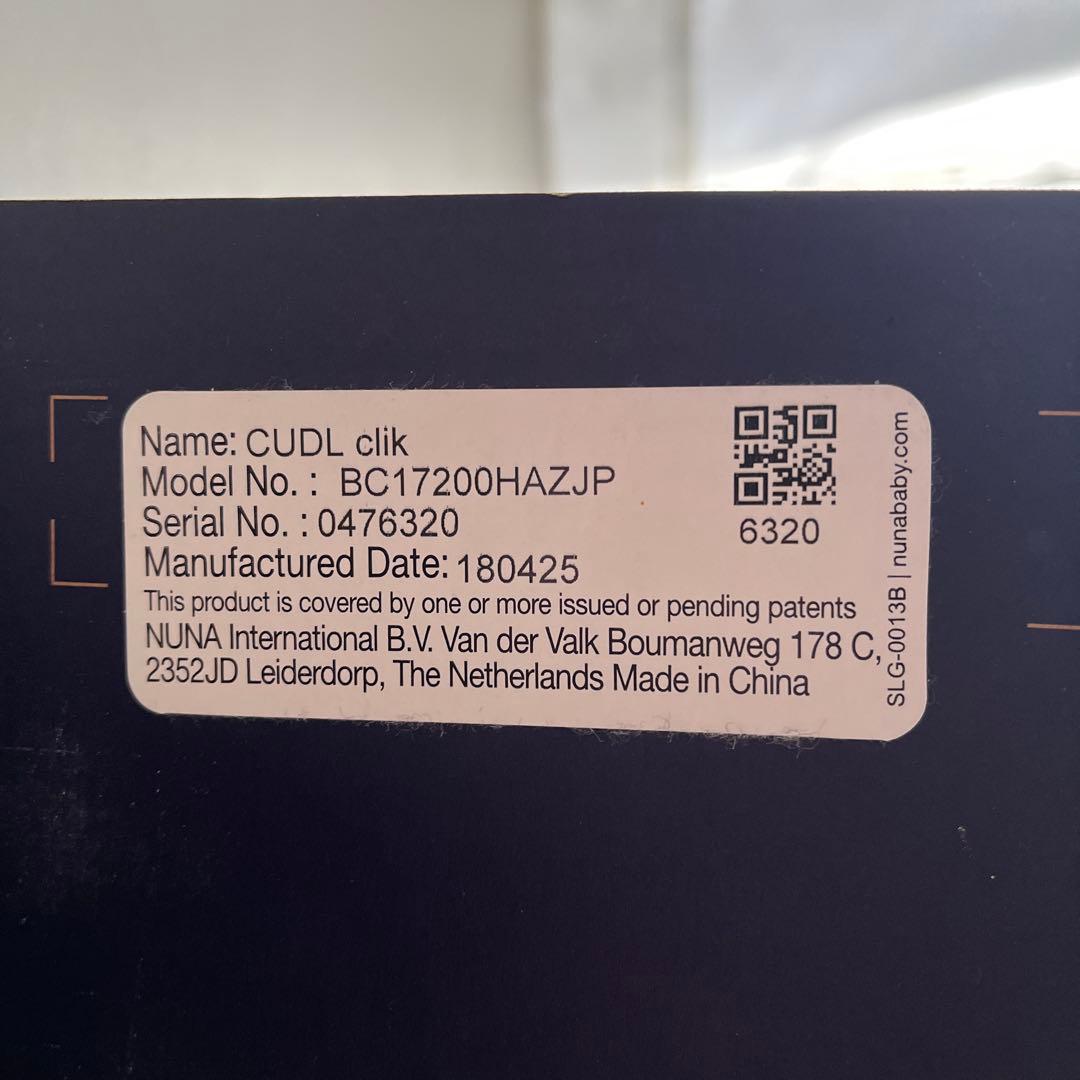 Name: CUDL clik
Model No. : BC17200HAZJP
Serial No. : 0476320
Manufactured Date: 180425
This product is covered by one or more issued or pending patents
NUNA International B.V. Van der Valk Boumanweg 178 C,
2352JD Leiderdorp, The Netherlands Made in China
6320
SLG-0013B | nunababy.com